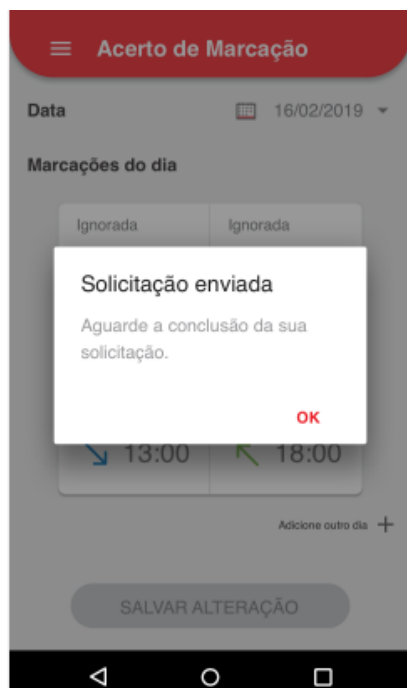 Acerto de Marcação
Data 16/02/2019
Marcações do dia
Ignorada Ignorada
Solicitação enviada
Aguarde a conclusão da sua
solicitação.
OK
13:00 18:00
Adicione outro dia
SALVAR ALTERAÇÃO